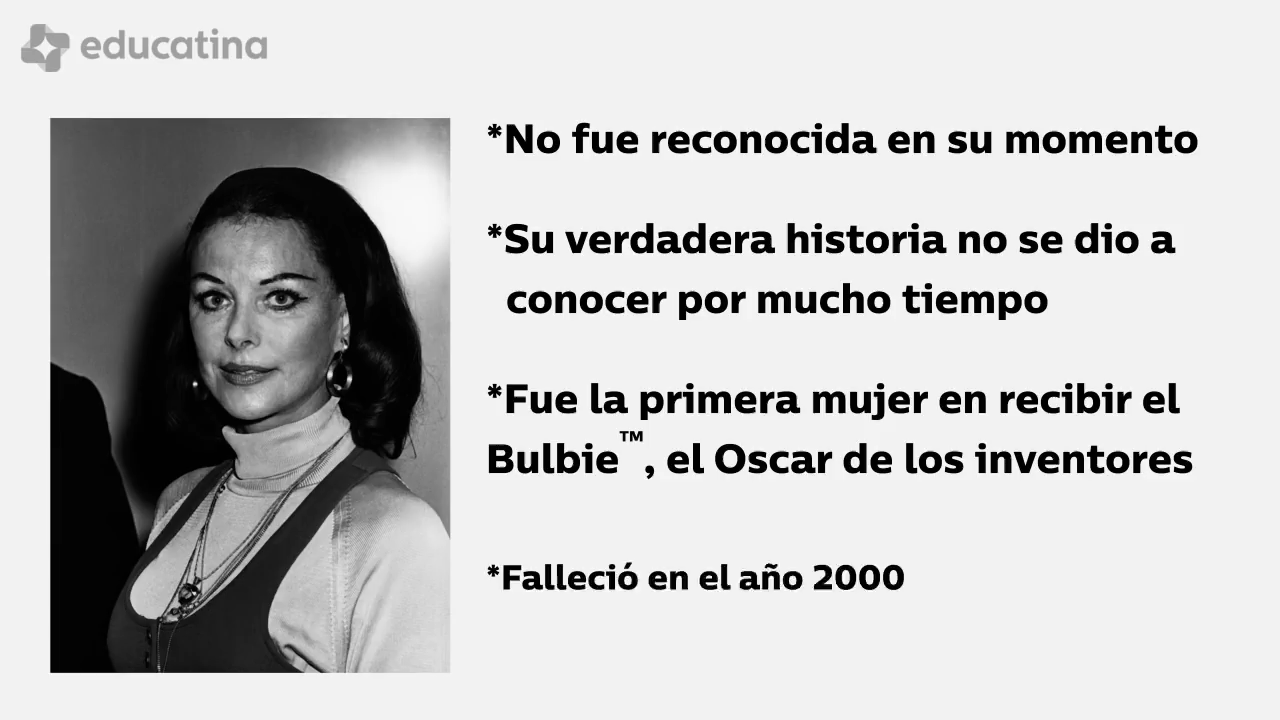 educatina
*No fue reconocida en su momento
*Su verdadera historia no se dio a
conocer por mucho tiempo
*Fue la primera mujer en recibir el
Bulbie™, el Oscar de los inventores
*Falleció en el año 2000